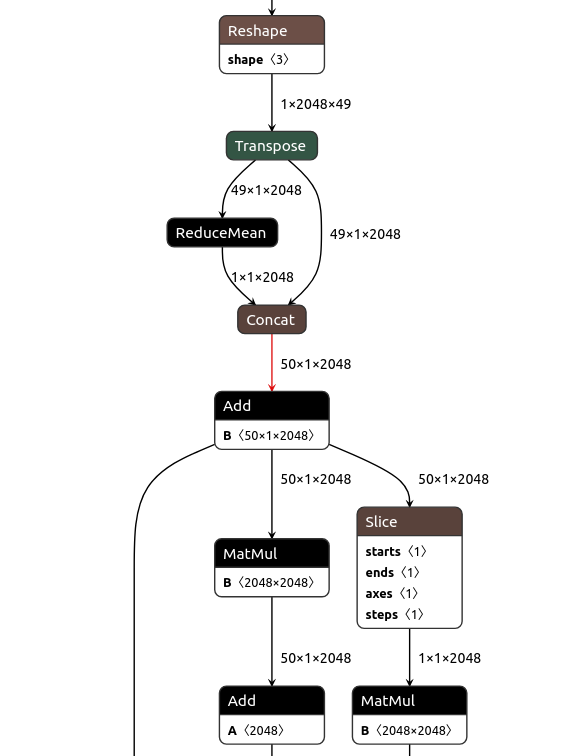 Reshape
shape〈3〉
1×2048×49
Transpose
49×1×2048
49×1×2048
ReduceMean
1×1×2048
Concat
50×1×2048
Add
B〈50×1×2048〉
50×1×2048
50×1×2048
Slice
starts〈1〉
ends〈1〉
axes〈1〉
steps〈1〉
MatMul
B〈2048×2048〉
50×1×2048
1×1×2048
Add
A〈2048〉
MatMul
B〈2048×2048〉